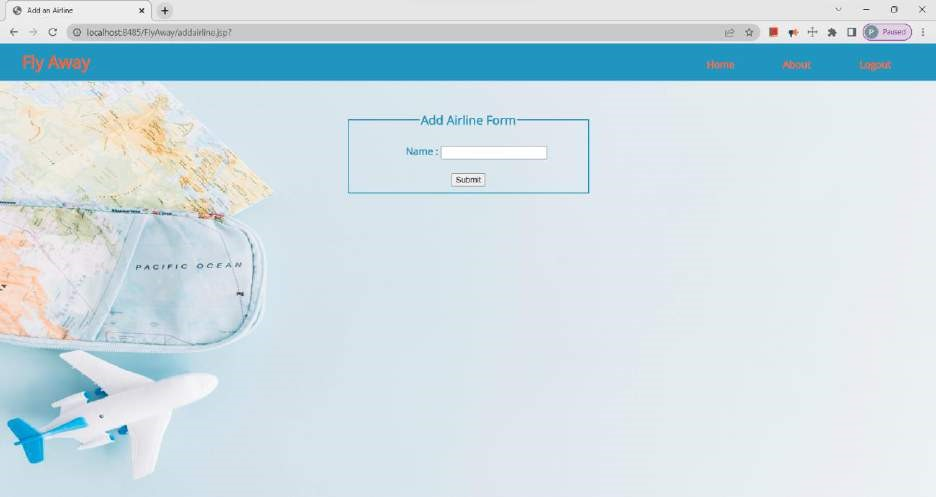 Add an Airline
localhost:8485/FlyAway/addairline.jsp?
P Paused
Fly Away
Home About Logout
Add Airline Form
Name :
Submit
PACIFIC OCEAN